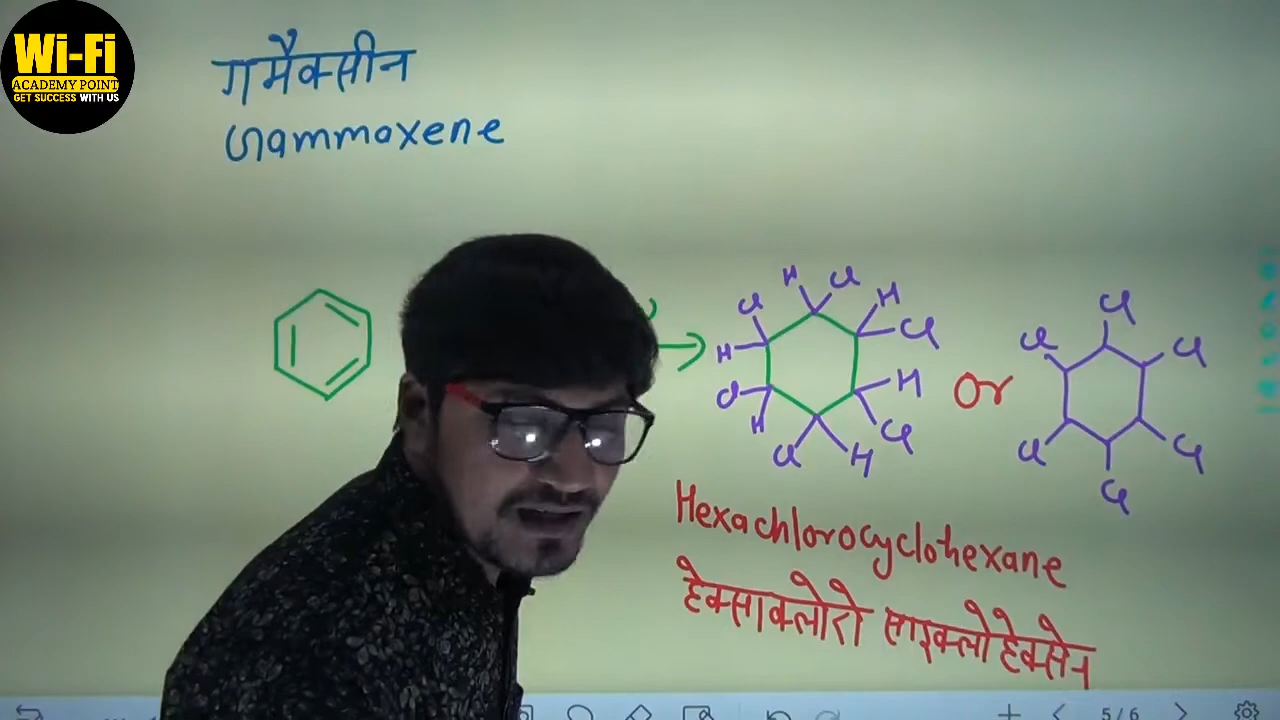 Wi-Fi
ACADEMY POINT
GET SUCCESS WITH US
गमैक्सीन
Gammaxene
H Cl
Cl H
H Cl
Cl H
H Cl
Cl H
Or
Cl
Cl Cl
Cl Cl
Cl
Hexachlorocyclohexane
हेक्साक्लोरो साइक्लो हेक्सेन
5/6